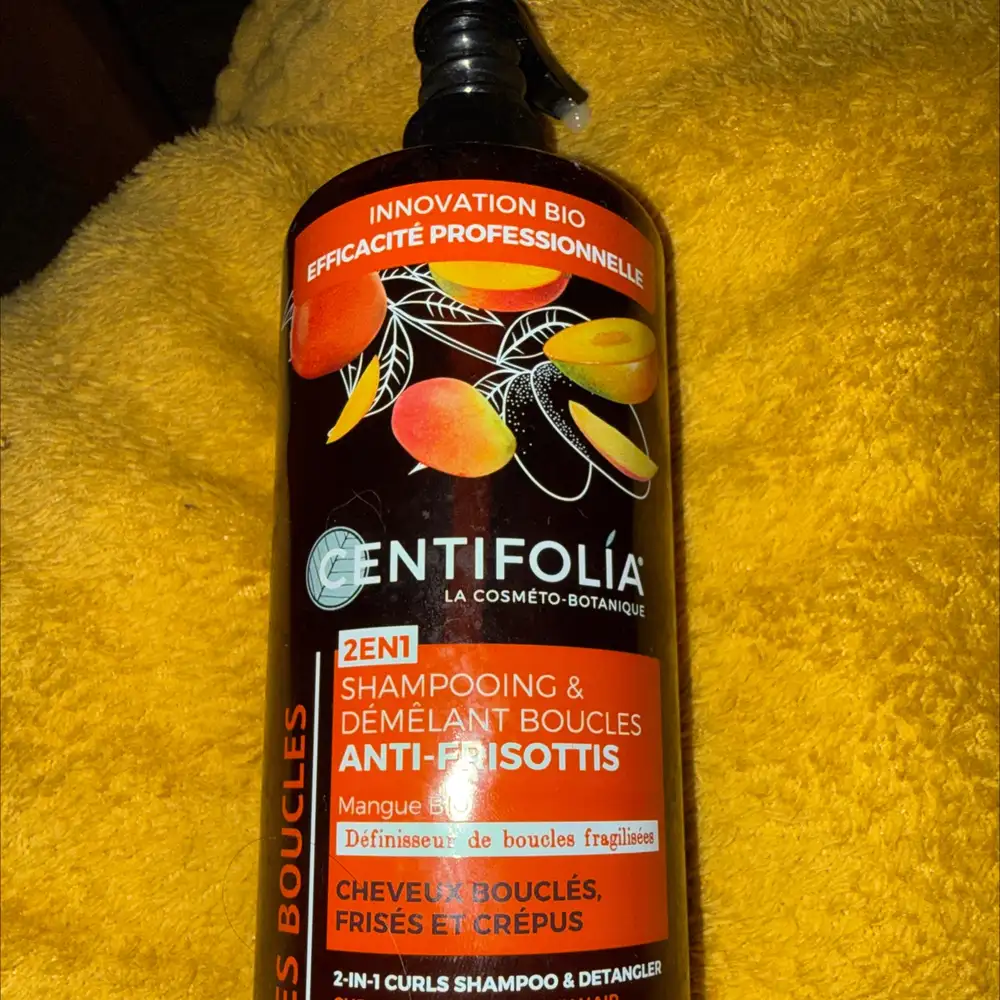 INNOVATION BIO
EFFICACITÉ PROFESSIONNELLE
CENTIFOLÍA
LA COSMÉTO-BOTANIQUE
2EN1
SHAMPOOING &
DÉMÊLANT BOUCLES
ANTI-FRISOTTIS
Mangue BIO
Définisseur de boucles fragilisées
CHEVEUX BOUCLÉS,
FRISÉS ET CRÉPUS
2-IN-1 CURLS SHAMPOO & DETANGLER
BOUCLES